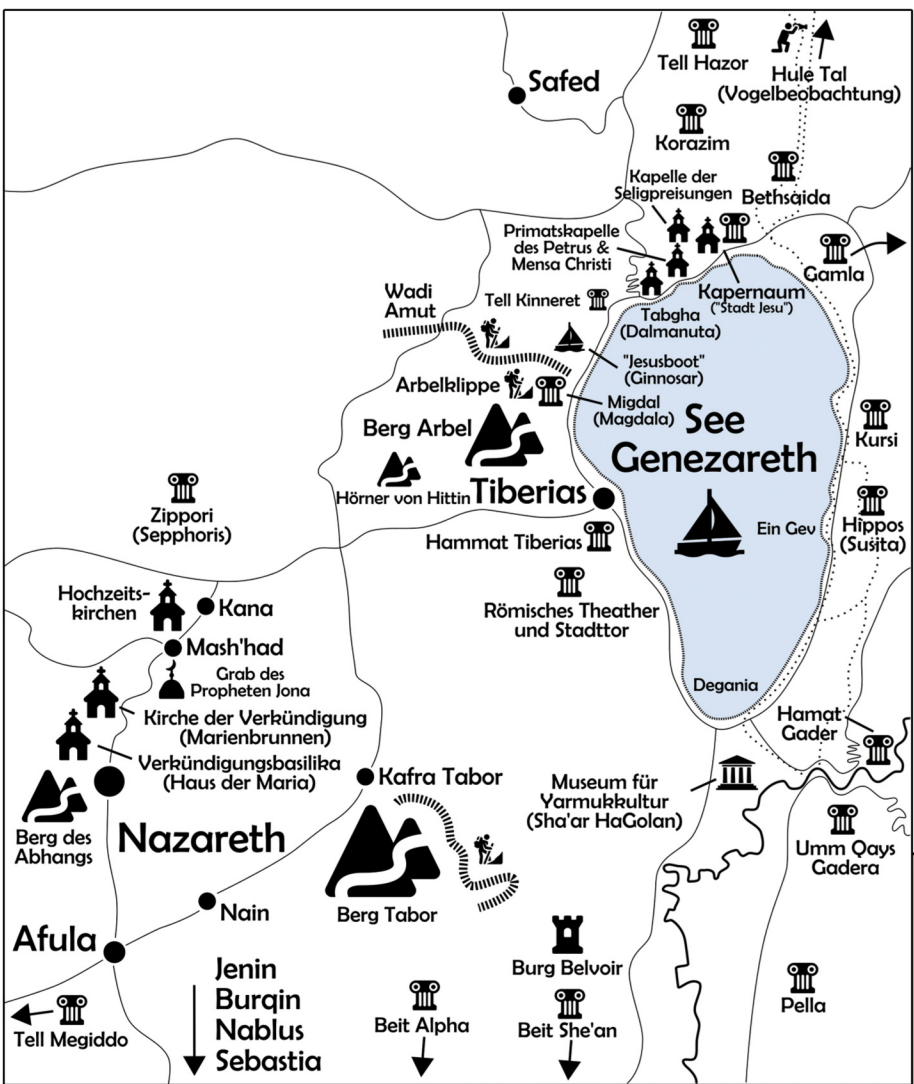 Tell Hazor
Hule Tal
(Vogelbeobachtung)
Safed
Korazim
Kapelle der
Seligpreisungen
Bethsaida
Primatskapelle
des Petrus &
Mensa Christi
Gamla
Wadi
Amut
Tell Kinneret
Kapernaum
("Stadt Jesu")
Tabgha
(Dalmanuta)
"Jesusboot"
(Ginnosar)
Arbelklippe
Migdal
(Magdala)
Berg Arbel
See
Genezareth
Kursi
Hörner von Hittin
Tiberias
Zippori
(Sepphoris)
Hammat Tiberias
Ein Gev
Hippos
(Susita)
Hochzeits-
kirchen
Kana
Römisches Theather
und Stadttor
Mash'had
Grab des
Propheten Jona
Degania
Kirche der Verkündigung
(Marienbrunnen)
Hamat
Gader
Verkündigungsbasilika
(Haus der Maria)
Kafra Tabor
Museum für
Yarmukkultur
(Sha'ar HaGolan)
Berg des
Abhangs
Nazareth
Umm Qays
Gadera
Berg Tabor
Nain
Afula
Jenin
Burqin
Nablus
Sebastia
Burg Belvoir
Pella
Tell Megiddo
Beit Alpha
Beit She'an